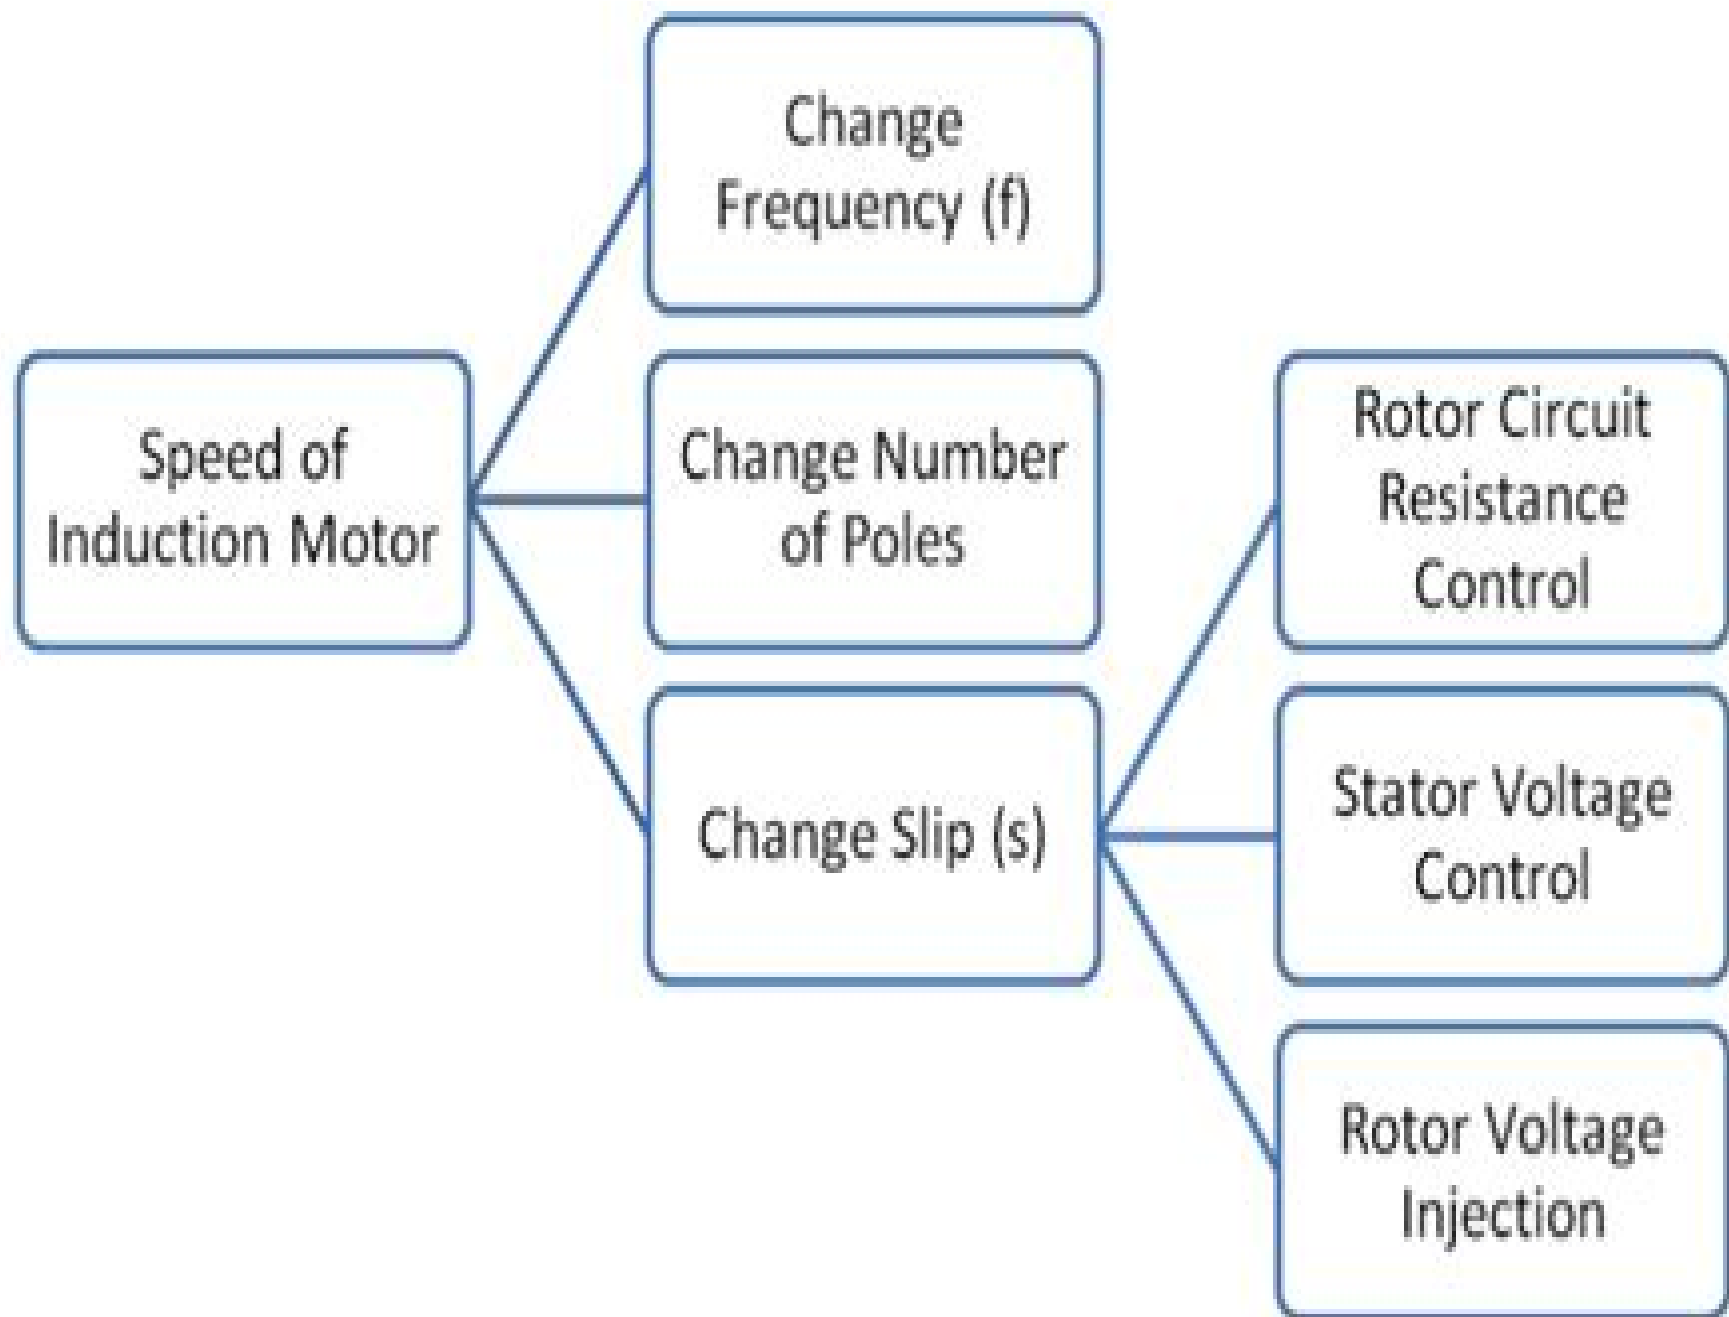 Change
Frequency (f)
Speed of
Induction Motor
Change Number
of Poles
Change Slip (s)
Rotor Circuit
Resistance
Control
Stator Voltage
Control
Rotor Voltage
Injection